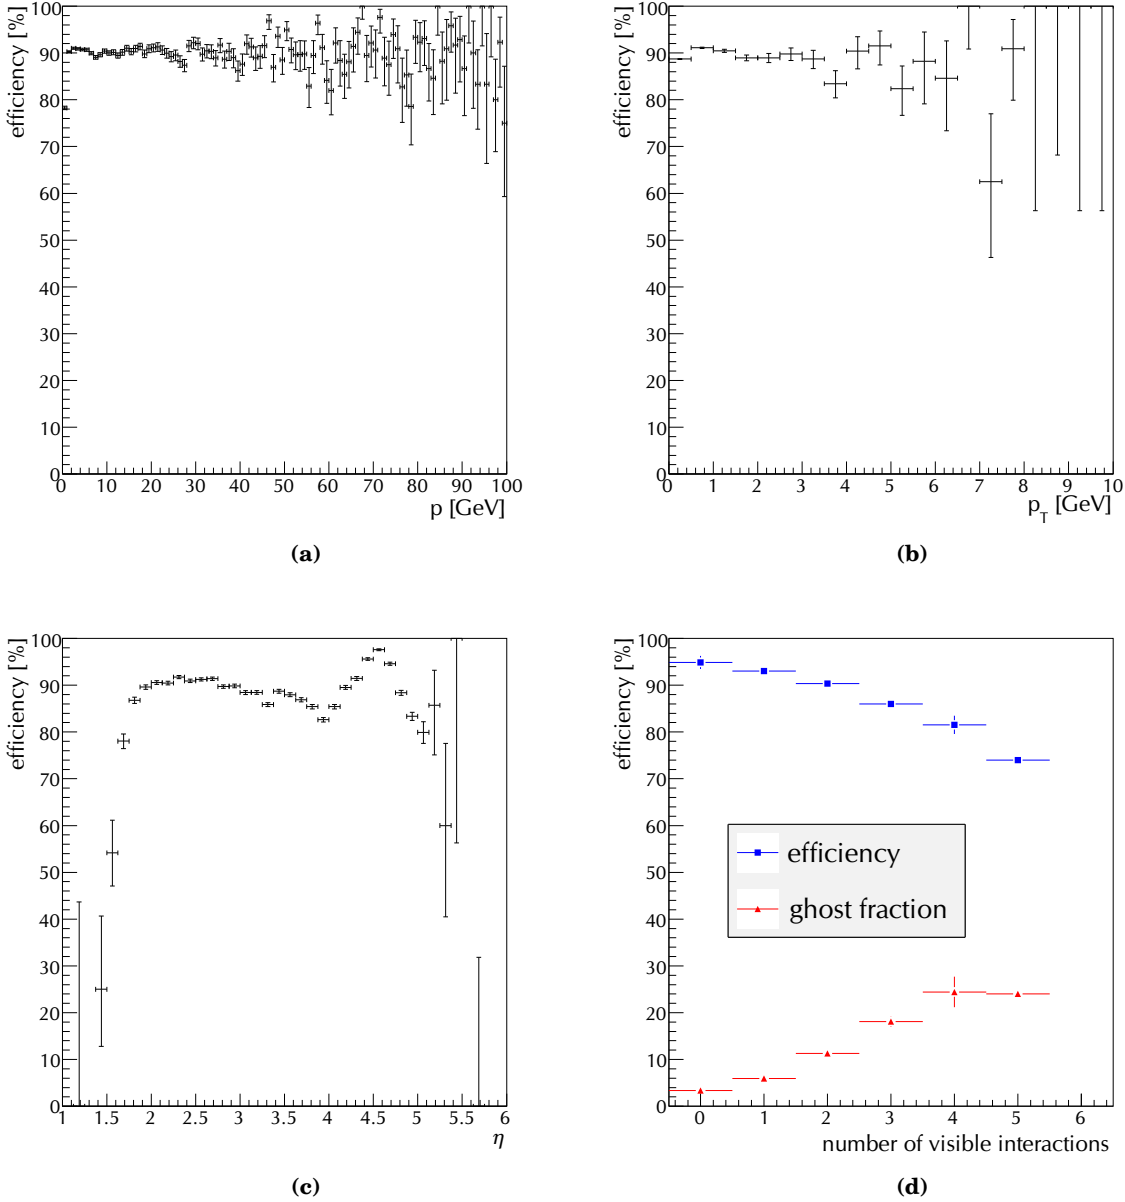 efficiency [%]
100
90
80
70
60
50
40
30
20
10
0
0 10 20 30 40 50 60 70 80 90 100
p [GeV]
(a)
efficiency [%]
100
90
80
70
60
50
40
30
20
10
0
0 1 2 3 4 5 6 7 8 9 10
p_T [GeV]
(b)
efficiency [%]
100
90
80
70
60
50
40
30
20
10
0
1 1.5 2 2.5 3 3.5 4 4.5 5 5.5 6
η
(c)
efficiency [%]
100
90
80
70
60
50
40
30
20
10
0
efficiency
ghost fraction
0 1 2 3 4 5 6
number of visible interactions
(d)